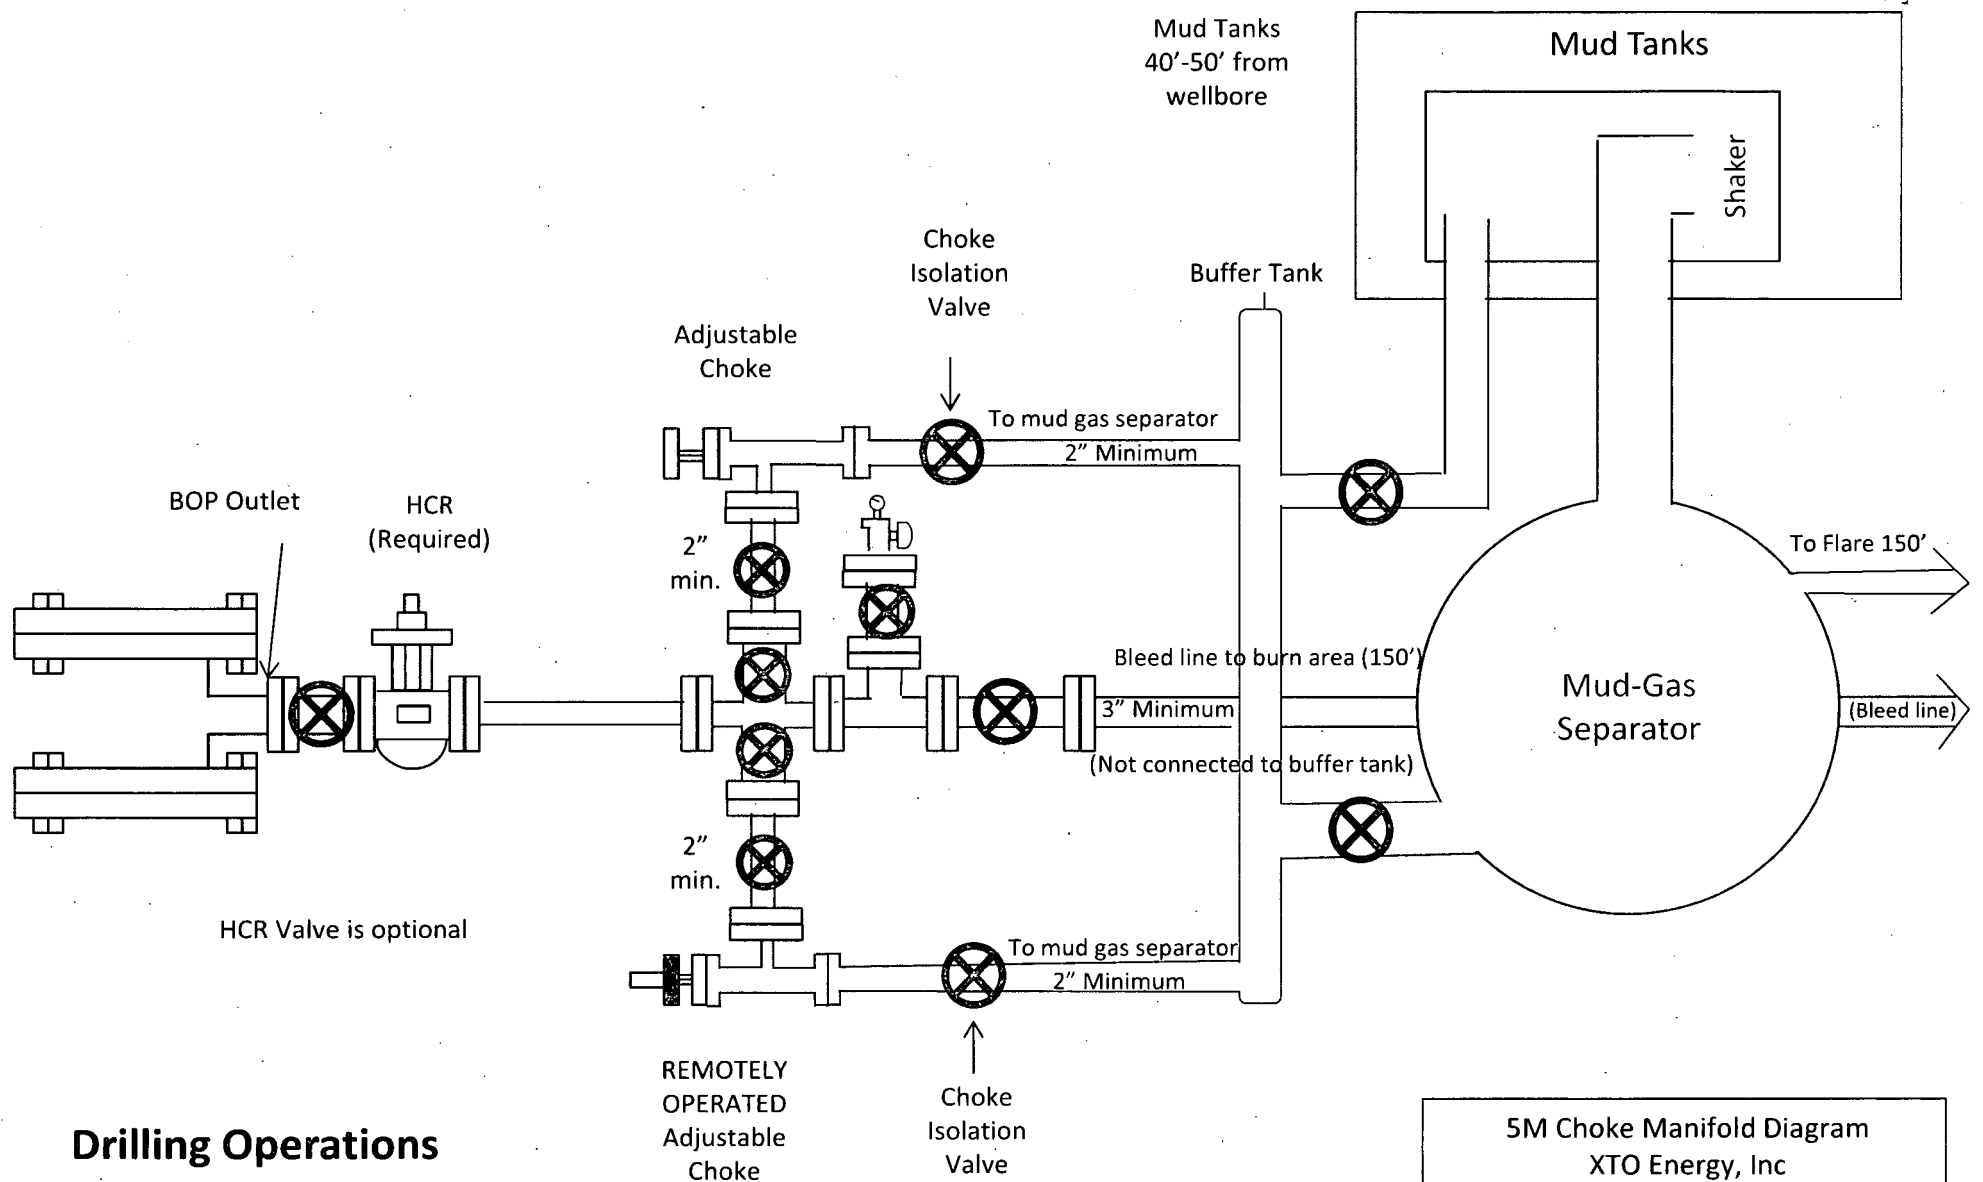 Mud Tanks
40’-50’ from
wellbore
Mud Tanks
Shaker
Choke
Isolation
Valve
Buffer Tank
Adjustable
Choke
To mud gas separator
2” Minimum
BOP Outlet
HCR
(Required)
2”
min.
To Flare 150’
Bleed line to burn area (150’)
3” Minimum
(Not connected to buffer tank)
Mud-Gas
Separator
(Bleed line)
2”
min.
HCR Valve is optional
To mud gas separator
2” Minimum
REMOTELY
OPERATED
Adjustable
Choke
Choke
Isolation
Valve
Drilling Operations
5M Choke Manifold Diagram
XTO Energy, Inc